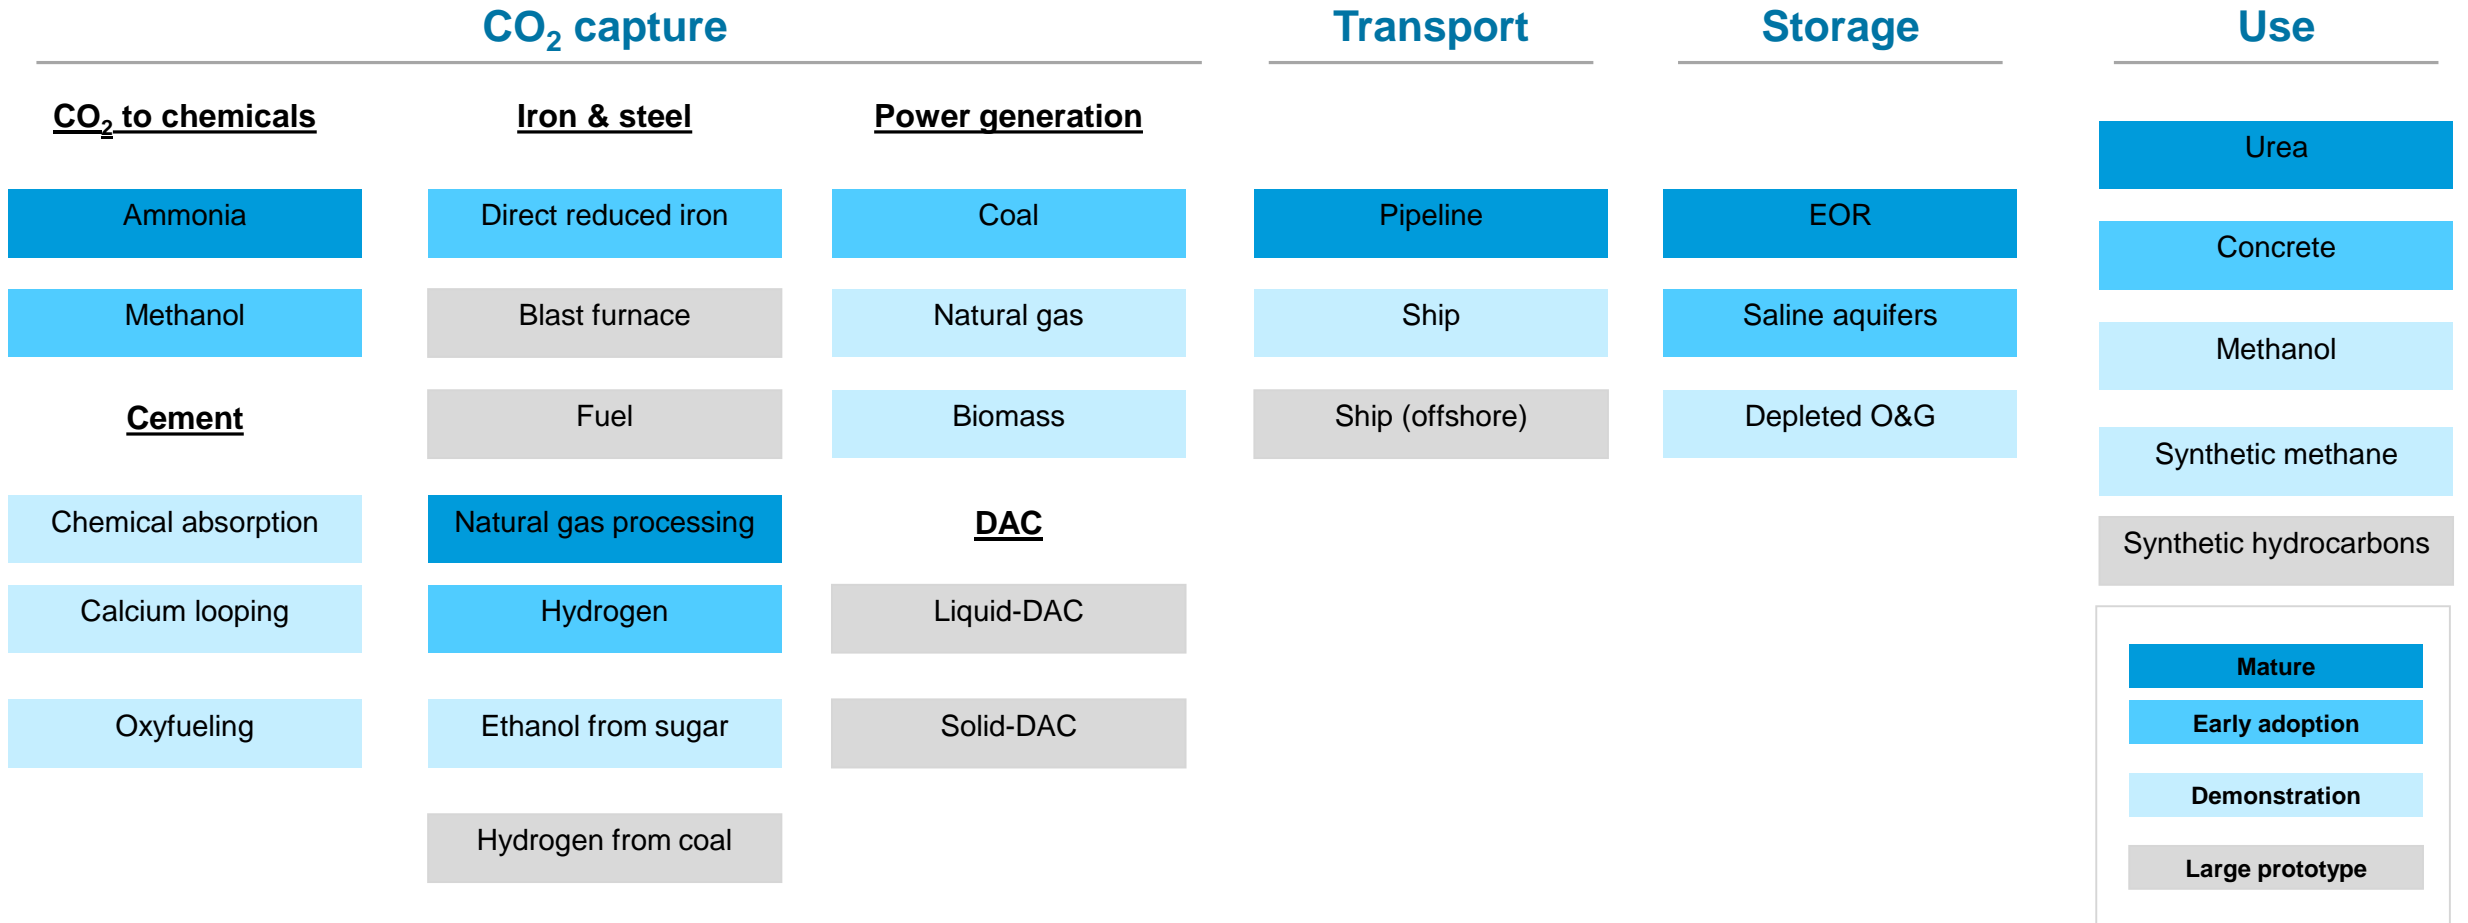 CO₂ capture
Transport
Storage
Use
CO₂ to chemicals
Iron & steel
Power generation
Urea
Ammonia
Direct reduced iron
Coal
Pipeline
EOR
Concrete
Methanol
Blast furnace
Natural gas
Ship
Saline aquifers
Methanol
Cement
Fuel
Biomass
Ship (offshore)
Depleted O&G
Synthetic methane
Chemical absorption
Natural gas processing
DAC
Synthetic hydrocarbons
Calcium looping
Hydrogen
Liquid-DAC
Mature
Oxyfueling
Ethanol from sugar
Solid-DAC
Early adoption
Demonstration
Hydrogen from coal
Large prototype